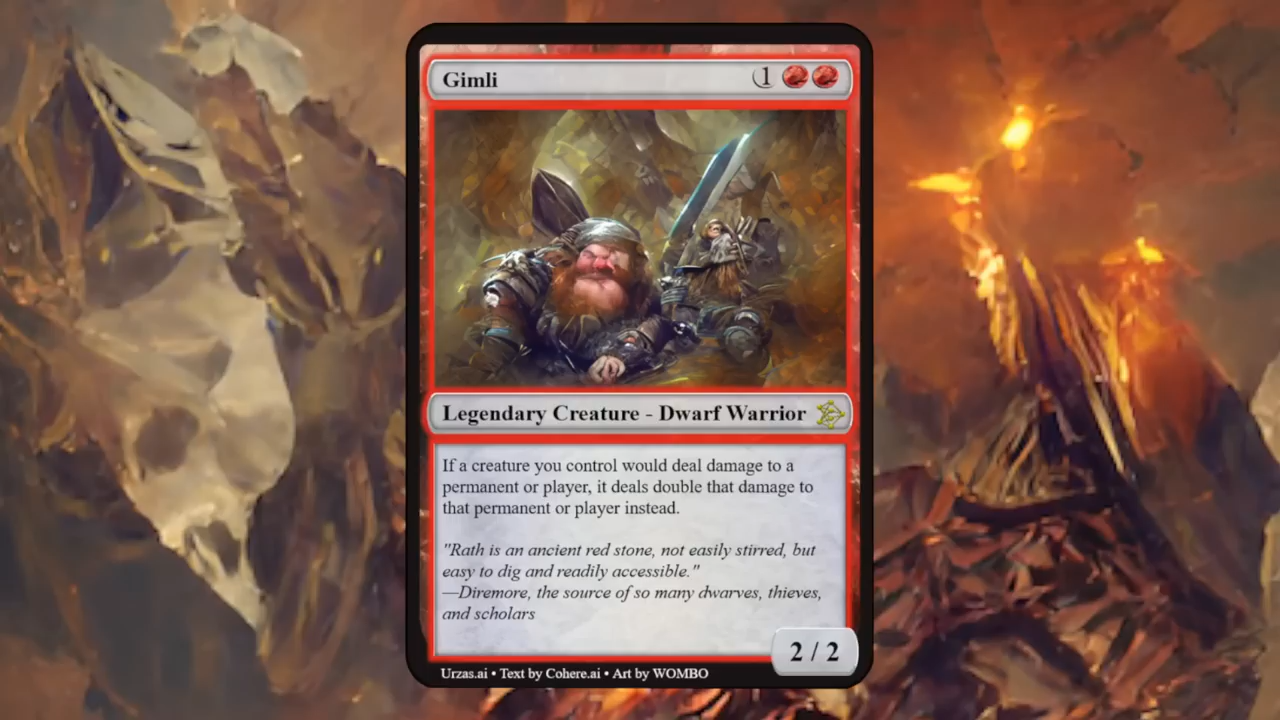 Gimli 1
Legendary Creature - Dwarf Warrior
If a creature you control would deal damage to a
permanent or player, it deals double that damage to
that permanent or player instead.
"Rath is an ancient red stone, not easily stirred, but
easy to dig and readily accessible."
—Diremore, the source of so many dwarves, thieves,
and scholars
2 / 2
Urzas.ai • Text by Cohere.ai • Art by WOMBO